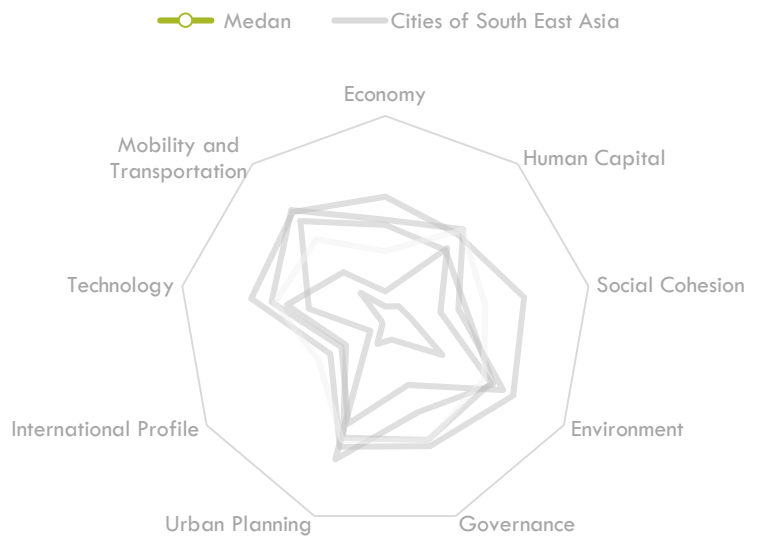 Medan
Cities of South East Asia
Economy
Mobility and
Transportation
Human Capital
Technology
Social Cohesion
International Profile
Environment
Urban Planning
Governance